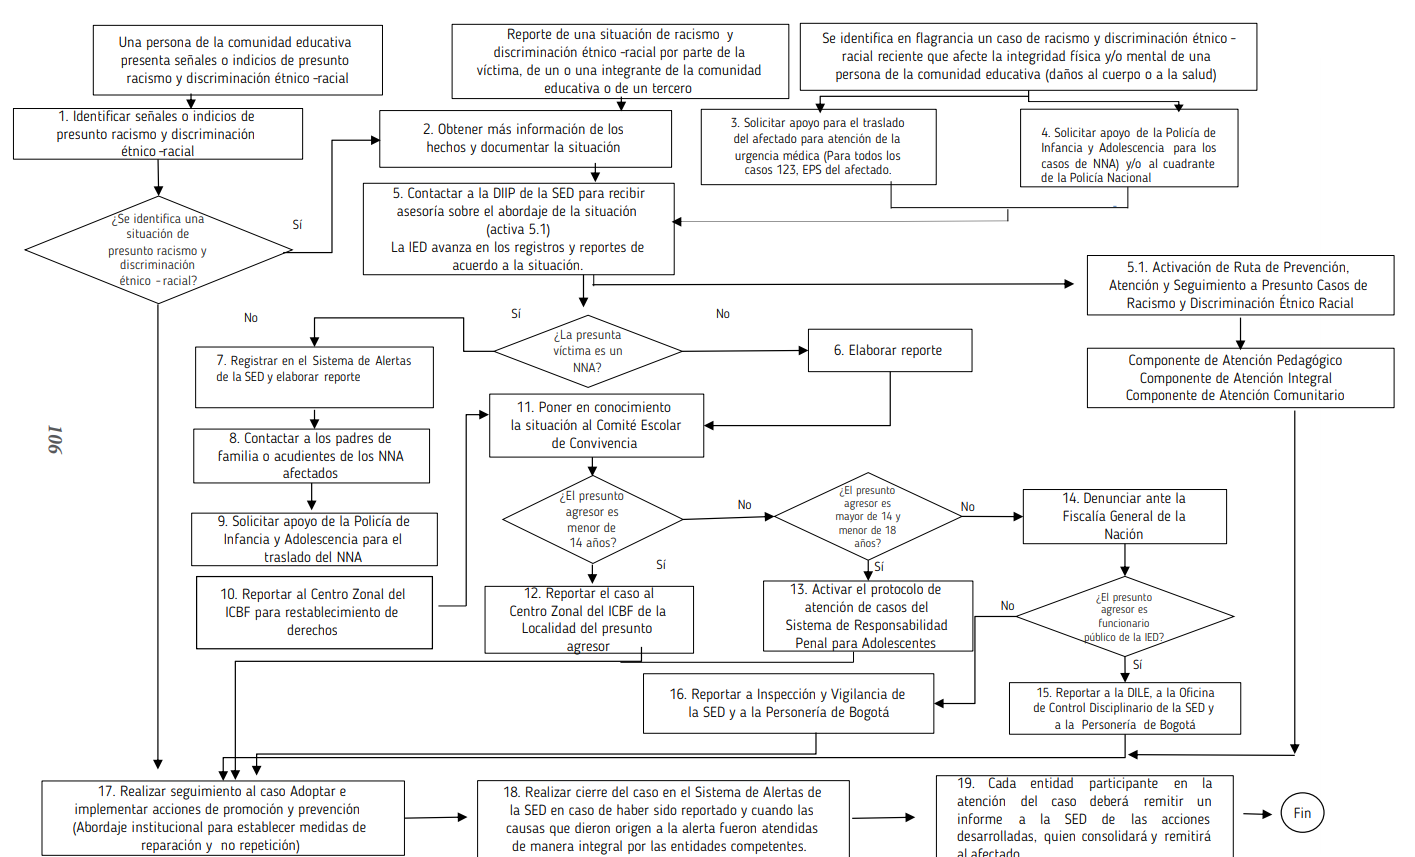 Una persona de la comunidad educativa
presenta señales o indicios de presunto
racismo y discriminación étnico -racial
Reporte de una situación de racismo y
discriminación étnico -racial por parte de la
víctima, de un o una integrante de la comunidad
educativa o de un tercero
Se identifica en flagrancia un caso de racismo y discriminación étnico -
racial reciente que afecte la integridad física y/o mental de una
persona de la comunidad educativa (daños al cuerpo o a la salud)
1. Identificar señales o indicios de
presunto racismo y discriminación
étnico -racial
2. Obtener más información de los
hechos y documentar la situación
3. Solicitar apoyo para el traslado
del afectado para atención de la
urgencia médica (Para todos los
casos 123, EPS del afectado.
4. Solicitar apoyo de la Policía de
Infancia y Adolescencia para los
casos de NNA) y/o al cuadrante
de la Policía Nacional
¿Se identifica una
situación de
presunto racismo y
discriminación
étnico - racial?
Sí
5. Contactar a la DIIP de la SED para recibir
asesoría sobre el abordaje de la situación
(activa 5.1)
La IED avanza en los registros y reportes de
acuerdo a la situación.
5.1. Activación de Ruta de Prevención,
Atención y Seguimiento a Presunto Casos de
Racismo y Discriminación Étnico Racial
No
Sí
No
¿La presunta
víctima es un
NNA?
6. Elaborar reporte
7. Registrar en el Sistema de Alertas
de la SED y elaborar reporte
Componente de Atención Pedagógico
Componente de Atención Integral
Componente de Atención Comunitario
106
8. Contactar a los padres de
familia o acudientes de los NNA
afectados
11. Poner en conocimiento
la situación al Comité Escolar
de Convivencia
9. Solicitar apoyo de la Policía de
Infancia y Adolescencia para el
traslado del NNA
¿El presunto
agresor es
menor de
14 años?
No
Sí
¿El presunto
agresor es
mayor de 14 y
menor de 18
años?
No
Sí
14. Denunciar ante la
Fiscalía General de la
Nación
10. Reportar al Centro Zonal del
ICBF para restablecimiento de
derechos
12. Reportar el caso al
Centro Zonal del ICBF de la
Localidad del presunto
agresor
13. Activar el protocolo de
atención de casos del
Sistema de Responsabilidad
Penal para Adolescentes
No
¿El presunto
agresor es
funcionario
público de la IED?
Sí
16. Reportar a Inspección y Vigilancia de
la SED y a la Personería de Bogotá
15. Reportar a la DILE, a la Oficina
de Control Disciplinario de la SED y
a la Personería de Bogotá
17. Realizar seguimiento al caso Adoptar e
implementar acciones de promoción y prevención
(Abordaje institucional para establecer medidas de
reparación y no repetición)
18. Realizar cierre del caso en el Sistema de Alertas de
la SED en caso de haber sido reportado y cuando las
causas que dieron origen a la alerta fueron atendidas
de manera integral por las entidades competentes.
19. Cada entidad participante en la
atención del caso deberá remitir un
informe a la SED de las acciones
desarrolladas, quien consolidará y remitirá
al afectado
Fin